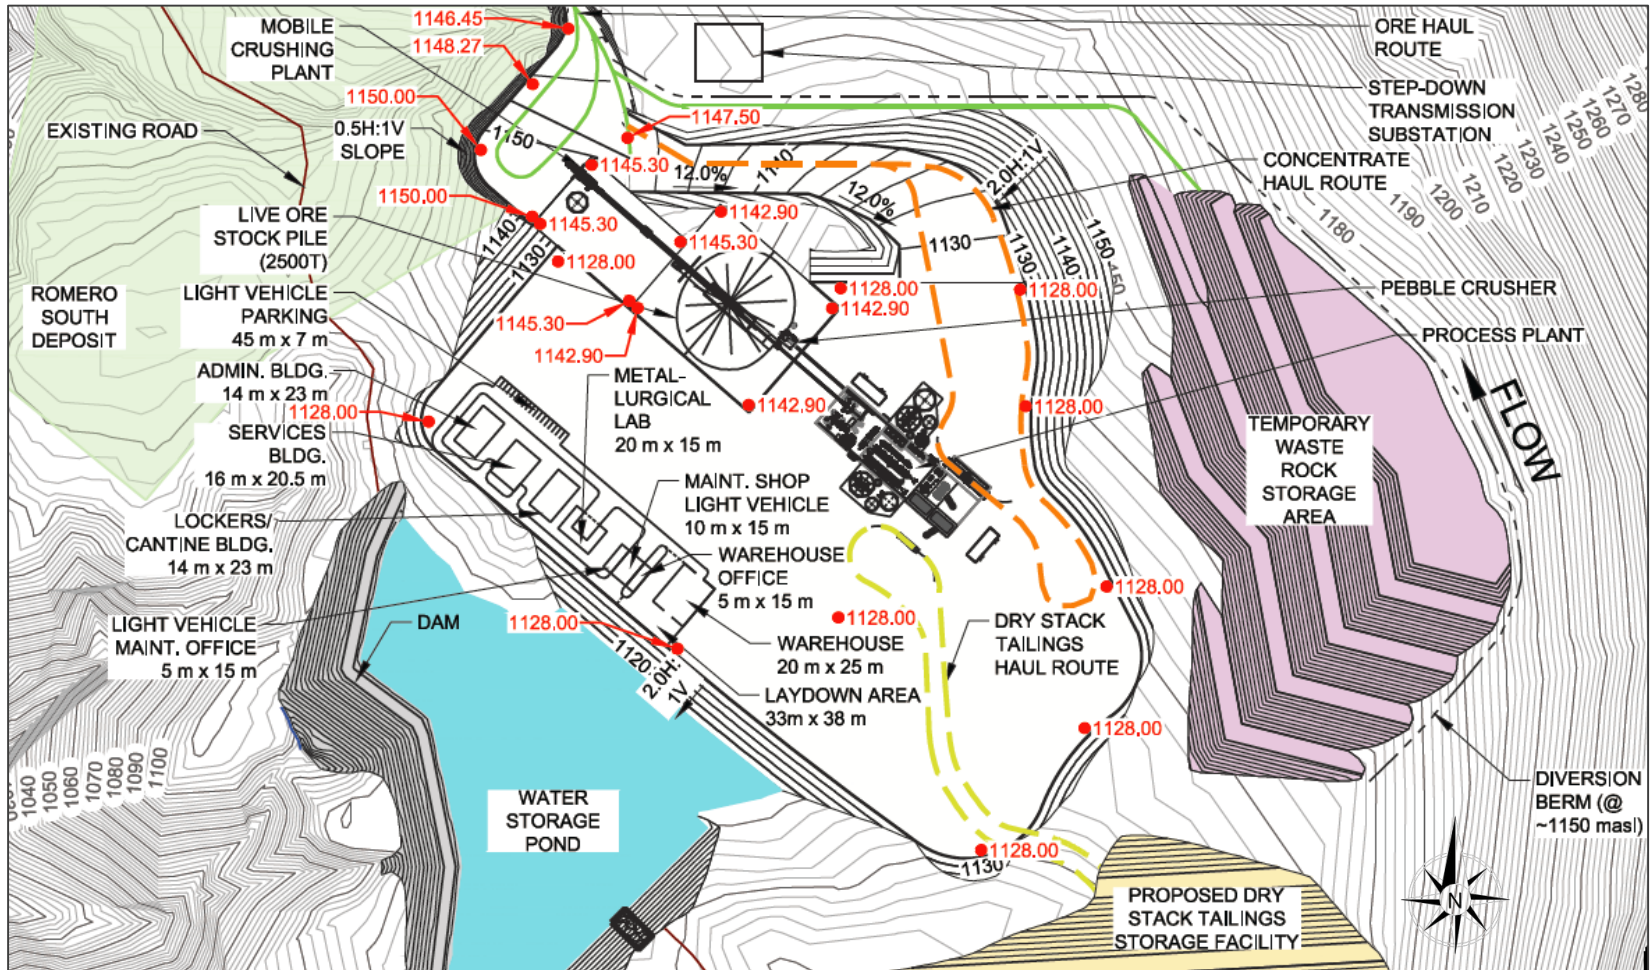 1146.45
MOBILE
CRUSHING
PLANT
1148.27
ORE HAUL
ROUTE
STEP-DOWN
TRANSMISSION
SUBSTATION
1280
1270
1260
1250
1240
1230
1220
1210
1200
1190
1180
1150.00
EXISTING ROAD
0.5H:1V
SLOPE
1150
1147.50
1145.30
12.0%
1140
12.0%
2.0H:1V
CONCENTRATE
HAUL ROUTE
1150.00
1145.30
1142.90
1145.30
LIVE ORE
STOCK PILE
(2500T)
1140
1130
1128.00
1130
1130
1140
1150
ROMERO
SOUTH
DEPOSIT
LIGHT VEHICLE
PARKING
45 m x 7 m
1145.30
1142.90
1128.00
1142.90
1128.00
PEBBLE CRUSHER
PROCESS PLANT
ADMIN. BLDG.
14 m x 23 m
1128.00
SERVICES
BLDG.
16 m x 20.5 m
METAL-
LURGICAL
LAB
20 m x 15 m
1142.90
1128.00
FLOW
TEMPORARY
WASTE
ROCK
STORAGE
AREA
MAINT. SHOP
LIGHT VEHICLE
10 m x 15 m
LOCKERS/
CANTINE BLDG.
14 m x 23 m
WAREHOUSE
OFFICE
5 m x 15 m
1128.00
LIGHT VEHICLE
MAINT. OFFICE
5 m x 15 m
DAM
1128.00
1128.00
WAREHOUSE
20 m x 25 m
DRY STACK
TAILINGS
HAUL ROUTE
1120
2.0H:
1V
LAYDOWN AREA
33m x 38 m
1128.00
1040
1050
1060
1070
1080
1090
1100
WATER
STORAGE
POND
DIVERSION
BERM (@
~1150 masl)
1128.00
1130
PROPOSED DRY
STACK TAILINGS
STORAGE FACILITY
N